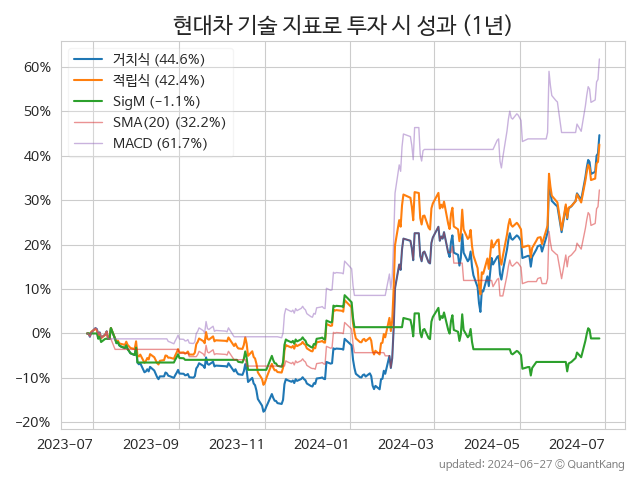 현대차 기술 지표로 투자 시 성과 (1년)
거치식 (44.6%)
적립식 (42.4%)
SigM (−1.1%)
SMA(20) (32.2%)
MACD (61.7%)
60%
50%
40%
30%
20%
10%
0%
−10%
−20%
2023-07 2023-09 2023-11 2024-01 2024-03 2024-05 2024-07
updated: 2024-06-27 © QuantKang